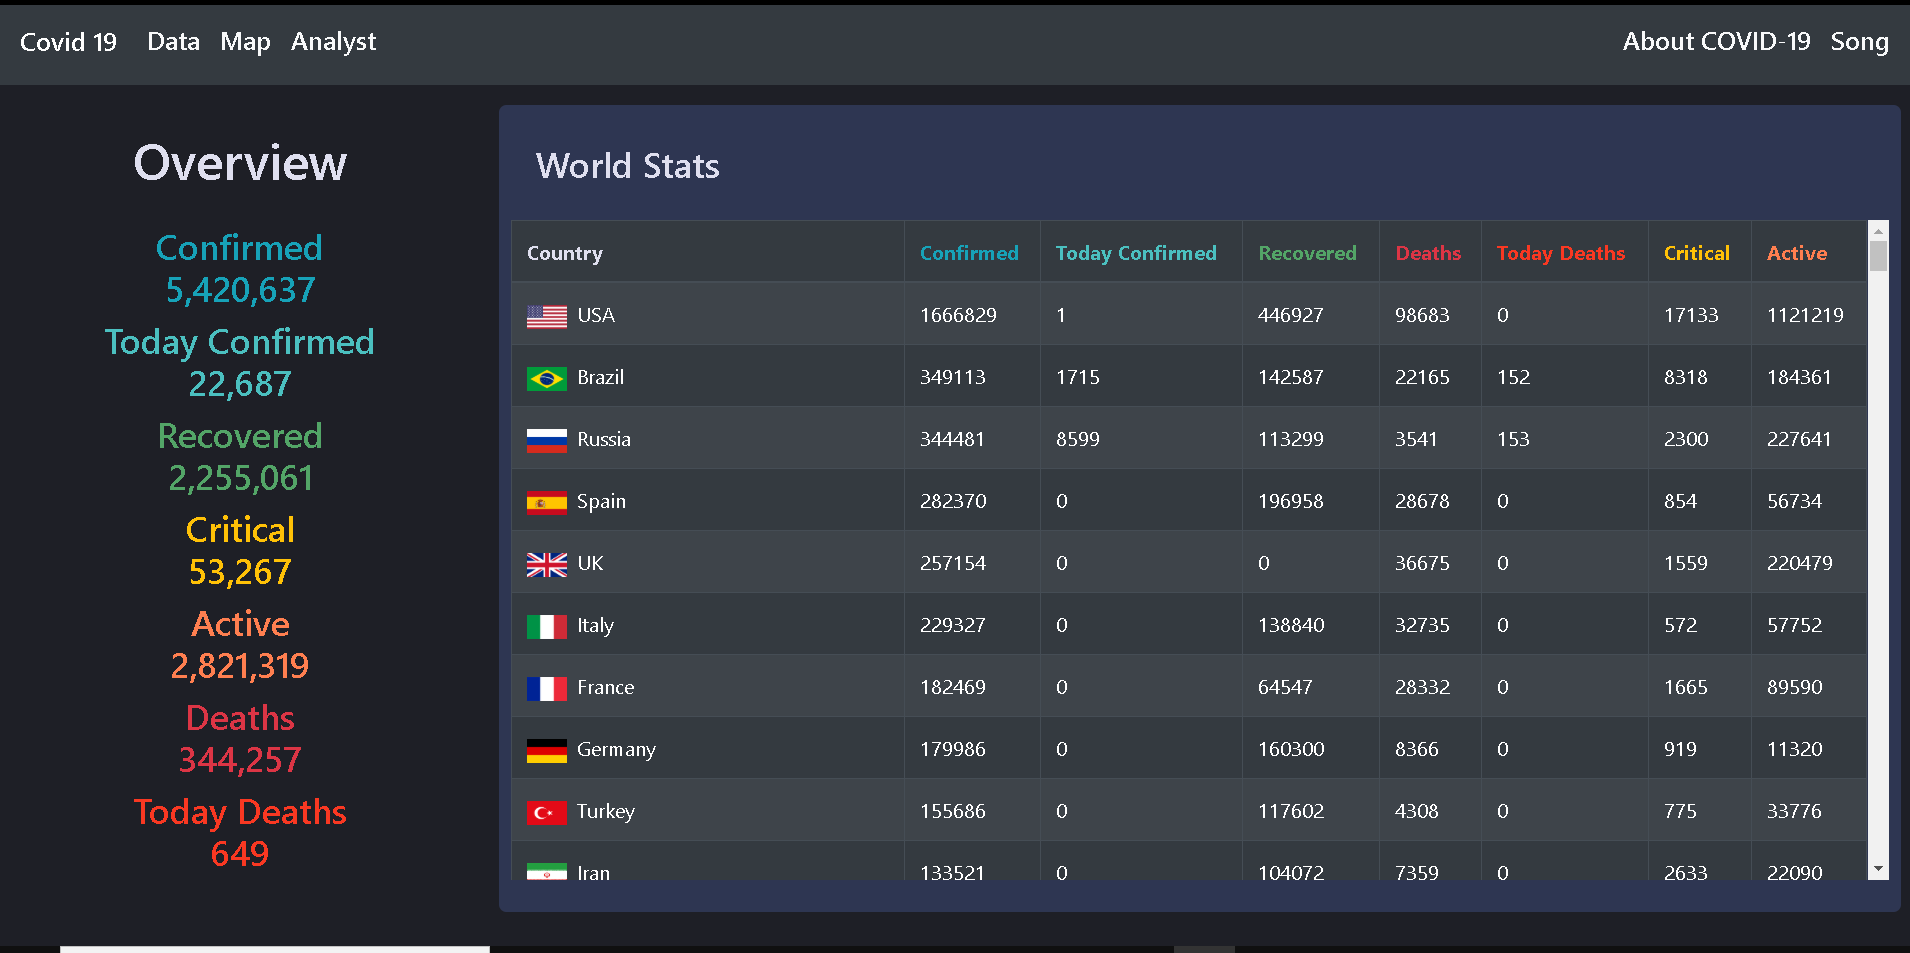 Covid 19 Data Map Analyst About COVID-19 Song
Overview
Confirmed
5,420,637
Today Confirmed
22,687
Recovered
2,255,061
Critical
53,267
Active
2,821,319
Deaths
344,257
Today Deaths
649
World Stats
Country Confirmed Today Confirmed Recovered Deaths Today Deaths Critical Active
USA 1666829 1 446927 98683 0 17133 1121219
Brazil 349113 1715 142587 22165 152 8318 184361
Russia 344481 8599 113299 3541 153 2300 227641
Spain 282370 0 196958 28678 0 854 56734
UK 257154 0 0 36675 0 1559 220479
Italy 229327 0 138840 32735 0 572 57752
France 182469 0 64547 28332 0 1665 89590
Germany 179986 0 160300 8366 0 919 11320
Turkey 155686 0 117602 4308 0 775 33776
Iran 133521 0 104072 7359 0 2633 22090